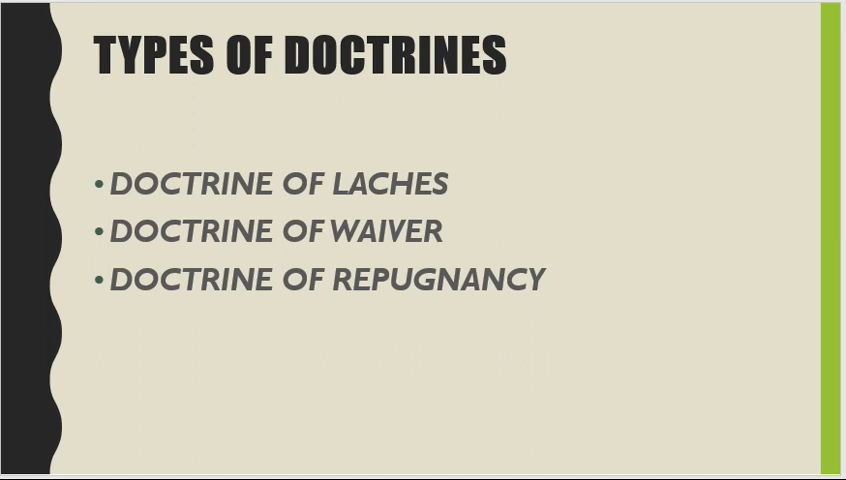 TYPES OF DOCTRINES
• DOCTRINE OF LACHES
• DOCTRINE OF WAIVER
• DOCTRINE OF REPUGNANCY